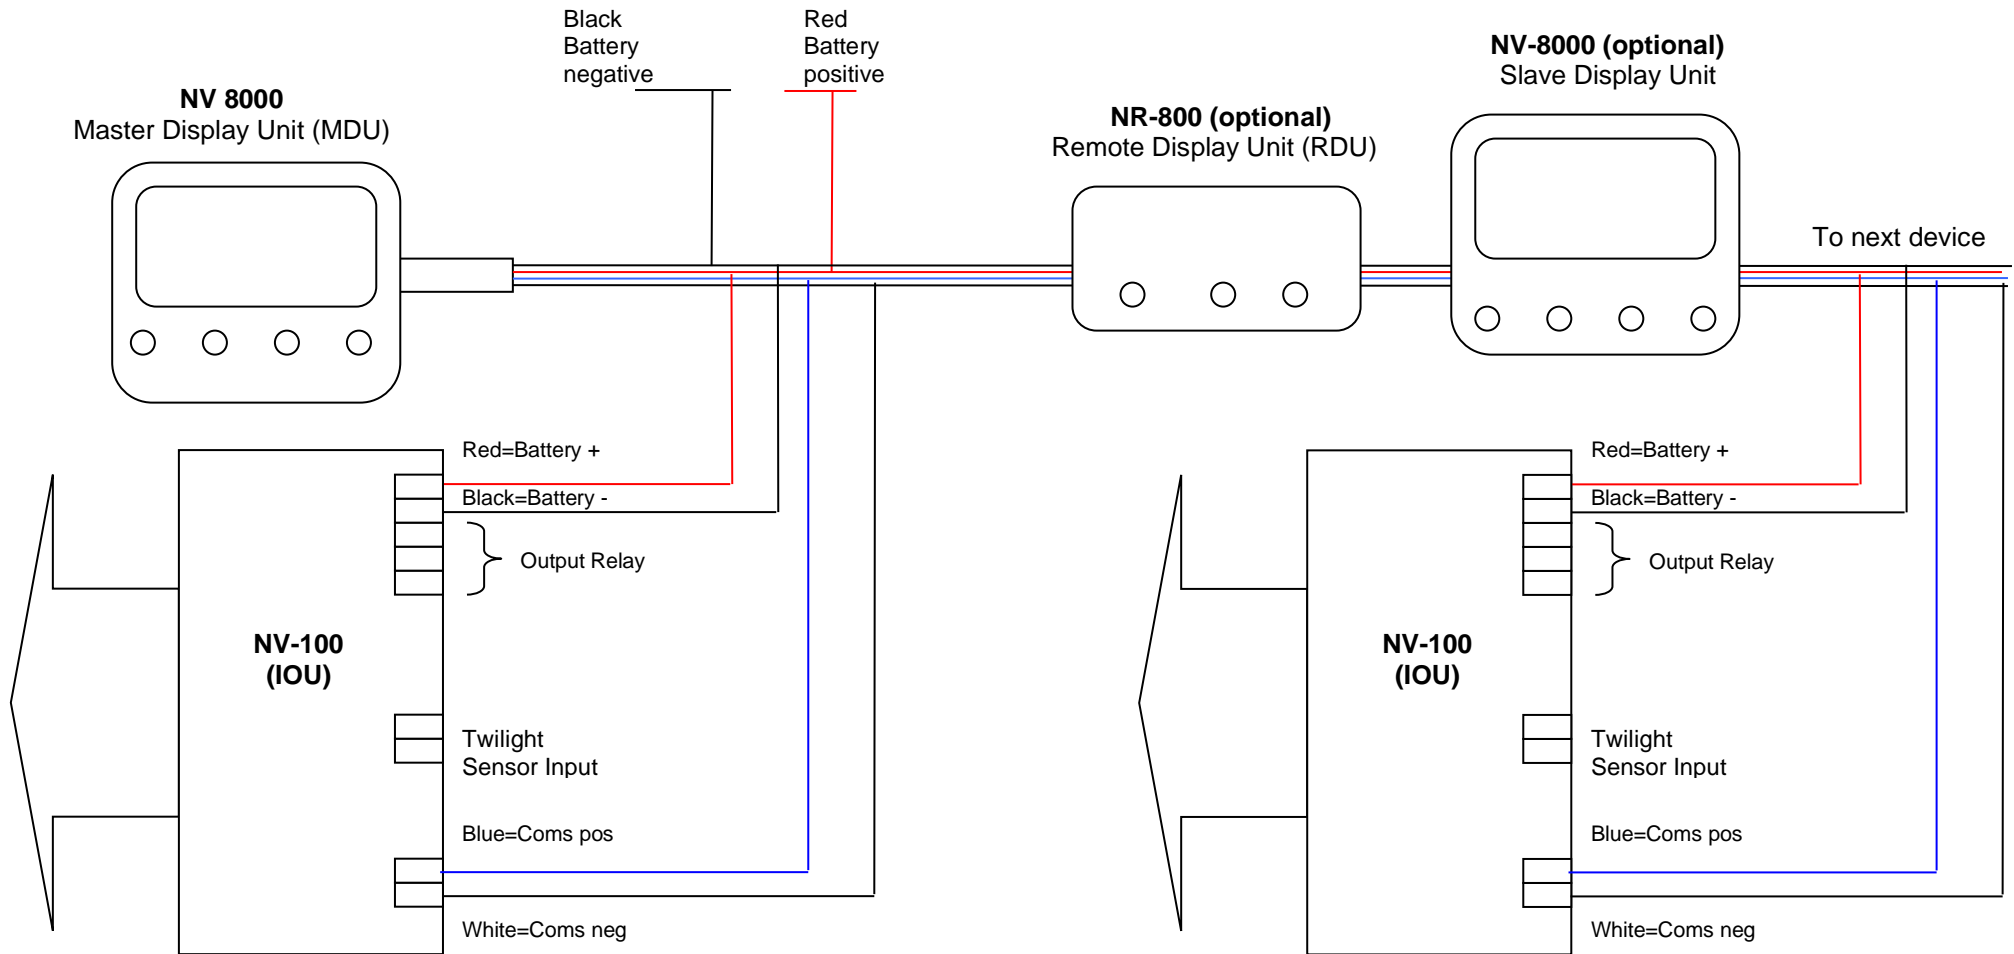 Black
Battery
negative
Red
Battery
positive
NV 8000
Master Display Unit (MDU)
NR-800 (optional)
Remote Display Unit (RDU)
NV-8000 (optional)
Slave Display Unit
To next device
Red=Battery +
Black=Battery -
Output Relay
NV-100
(IOU)
Twilight
Sensor Input
Blue=Coms pos
White=Coms neg
Red=Battery +
Black=Battery -
Output Relay
NV-100
(IOU)
Twilight
Sensor Input
Blue=Coms pos
White=Coms neg